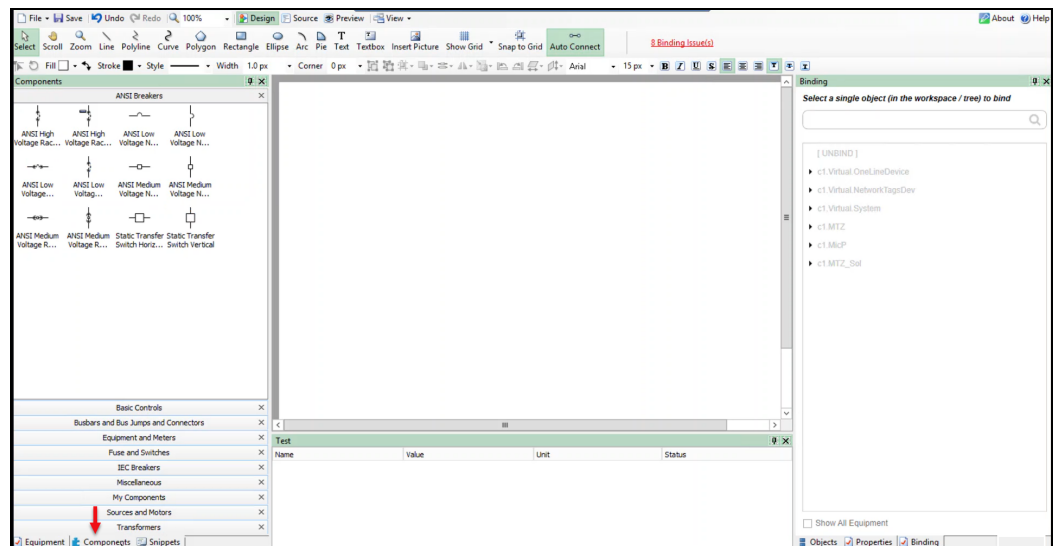 File Save Undo Redo 100% Design Source Preview View About Help
Select Scroll Zoom Line Polyline Curve Polygon Rectangle Ellipse Arc Pie Text Textbox Insert Picture Show Grid Snap to Grid Auto Connect 8 Binding Issue(s)
Fill Stroke Style Width 1.0 px Corner 0 px Arial 15 px B I U S
Components
ANSI Breakers
ANSI High Voltage Rac...
ANSI High Voltage Rac...
ANSI Low Voltage N...
ANSI Low Voltage N...
ANSI Low Voltage...
ANSI Low Voltag...
ANSI Medium Voltage N...
ANSI Medium Voltage N...
ANSI Medium Voltage R...
ANSI Medium Voltage R...
Static Transfer Switch Horiz...
Static Transfer Switch Vertical
Basic Controls
Busbars and Bus Jumps and Connectors
Equipment and Meters
Fuse and Switches
IEC Breakers
Miscellaneous
My Components
Sources and Motors
Transformers
Equipment Components Snippets
Test
Name Value Unit Status
Binding
Select a single object (in the workspace / tree) to bind
[ UNBIND ]
c1.Virtual.OneLineDevice
c1.Virtual.NetworkTagsDev
c1.Virtual.System
c1.MTZ
c1.MicP
c1.MTZ_Sol
Show All Equipment
Objects Properties Binding